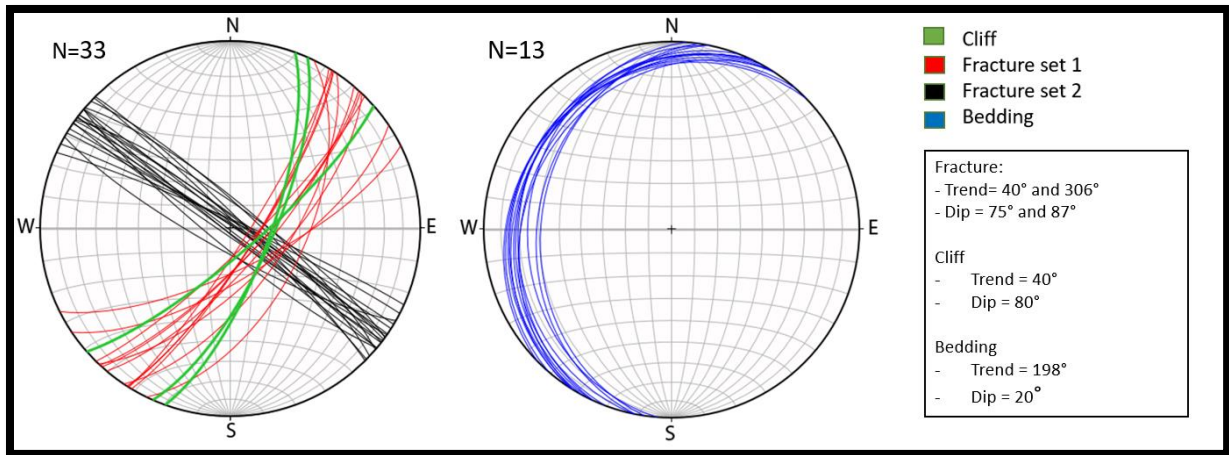 N=33
N
W
E
S
N=13
N
W
E
S
Cliff
Fracture set 1
Fracture set 2
Bedding
Fracture:
- Trend= 40° and 306°
- Dip = 75° and 87°
Cliff
- Trend = 40°
- Dip = 80°
Bedding
- Trend = 198°
- Dip = 20°